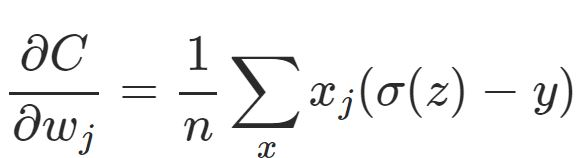 ∂C/∂w_j = 1/n ∑_x x_j(σ(z) − y)